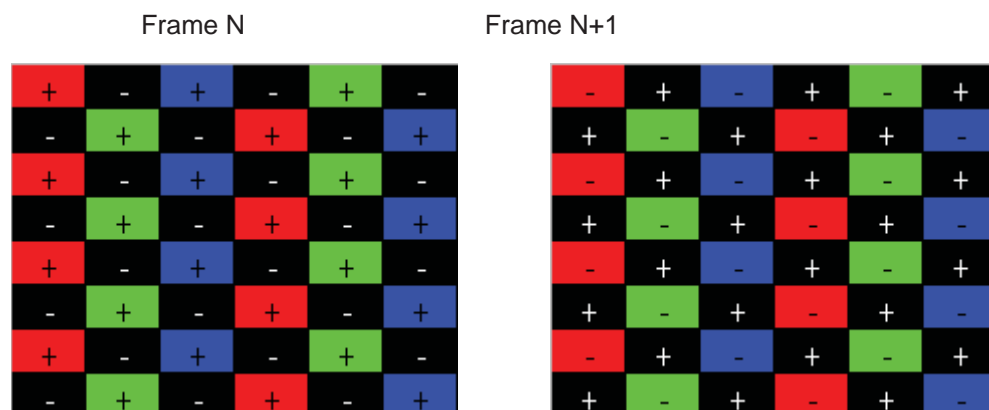 Frame N Frame N+1
+ - + - + - - + - + - +
- + - + - + + - + - + -
+ - + - + - - + - + - +
- + - + - + + - + - + -
+ - + - + - - + - + - +
- + - + - + + - + - + -
+ - + - + - - + - + - +
- + - + - + + - + - + -